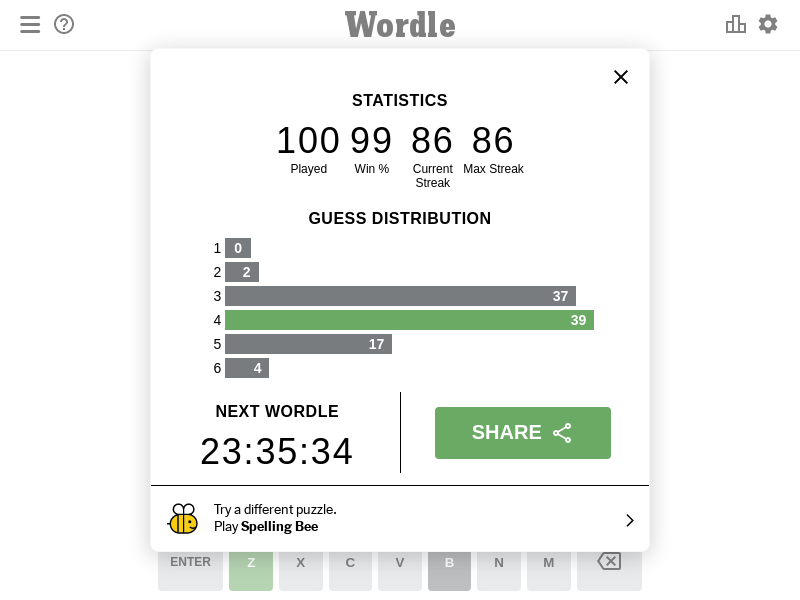 Wordle
STATISTICS
100 99 86 86
Played Win % Current Streak Max Streak
GUESS DISTRIBUTION
1 0
2 2
3 37
4 39
5 17
6 4
NEXT WORDLE
23:35:34
SHARE
Try a different puzzle.
Play Spelling Bee
ENTER Z X C V B N M